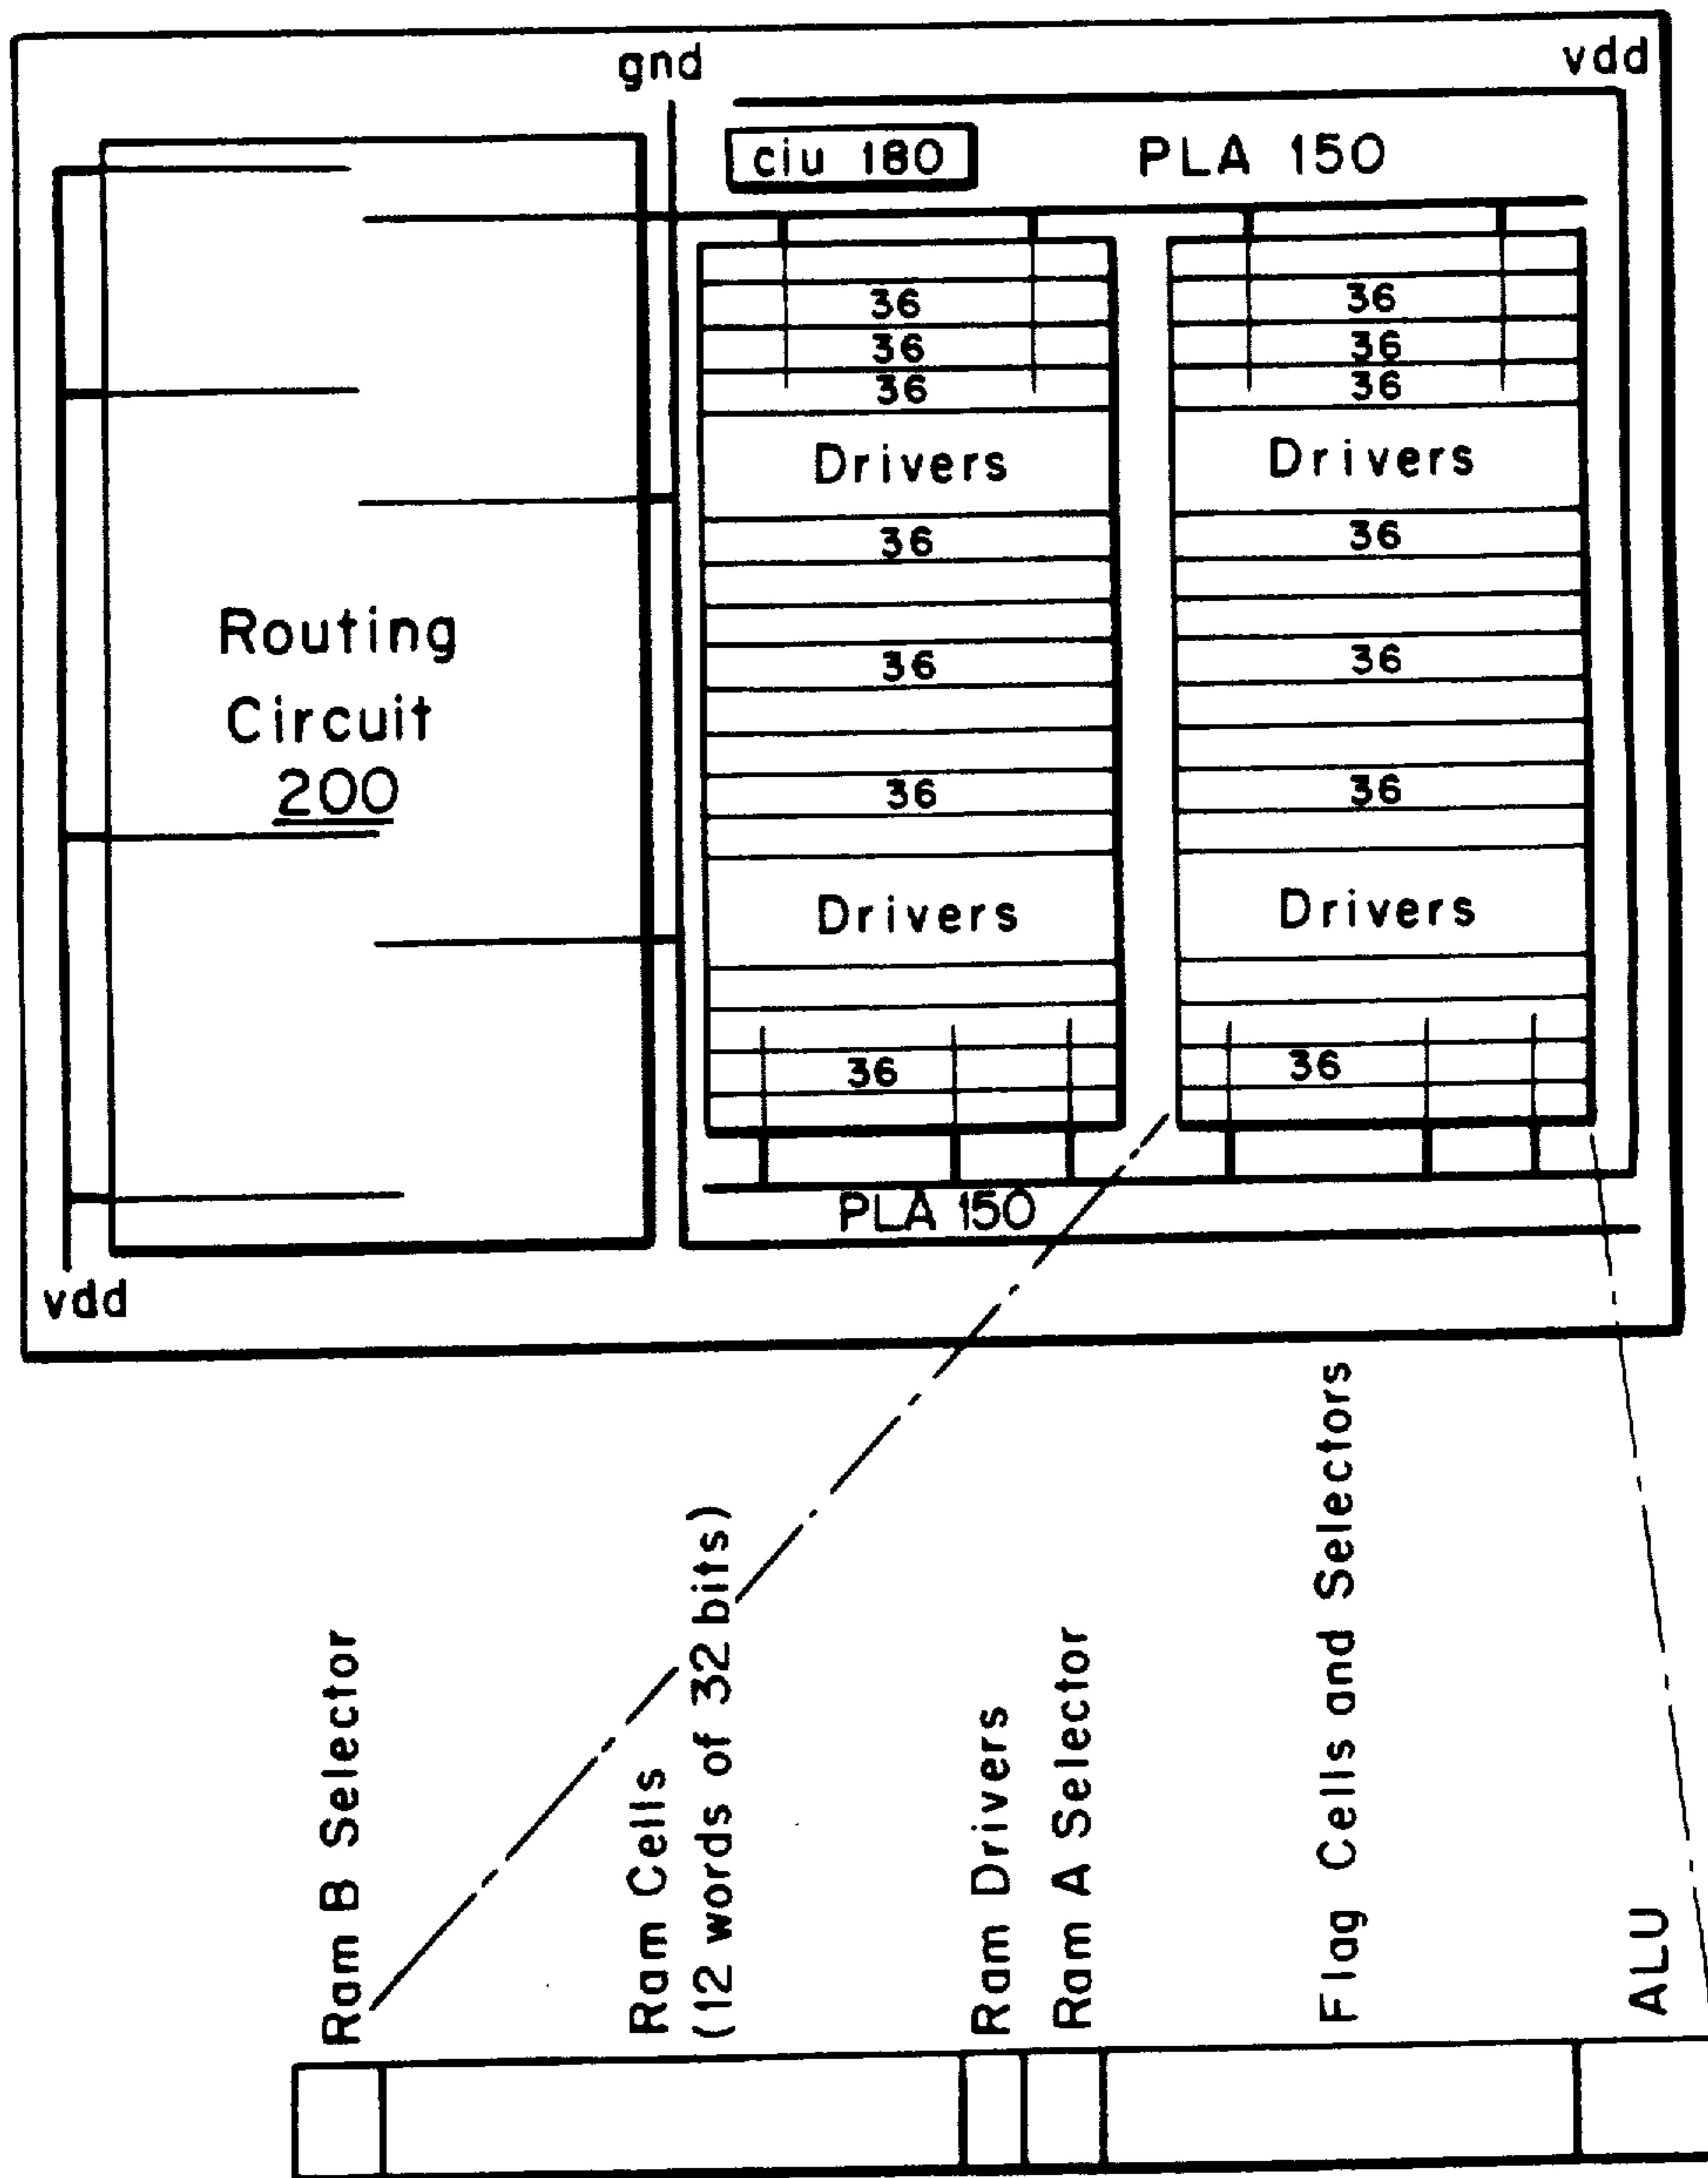 gnd
vdd
ciu 180
PLA 150
36
36
36
36
36
36
Drivers
Drivers
36
36
Routing
Circuit
200
36
36
36
36
Drivers
Drivers
36
36
PLA 150
vdd
Ram B Selector
Ram Cells
(12 words of 32 bits)
Ram Drivers
Ram A Selector
Flag Cells and Selectors
ALU